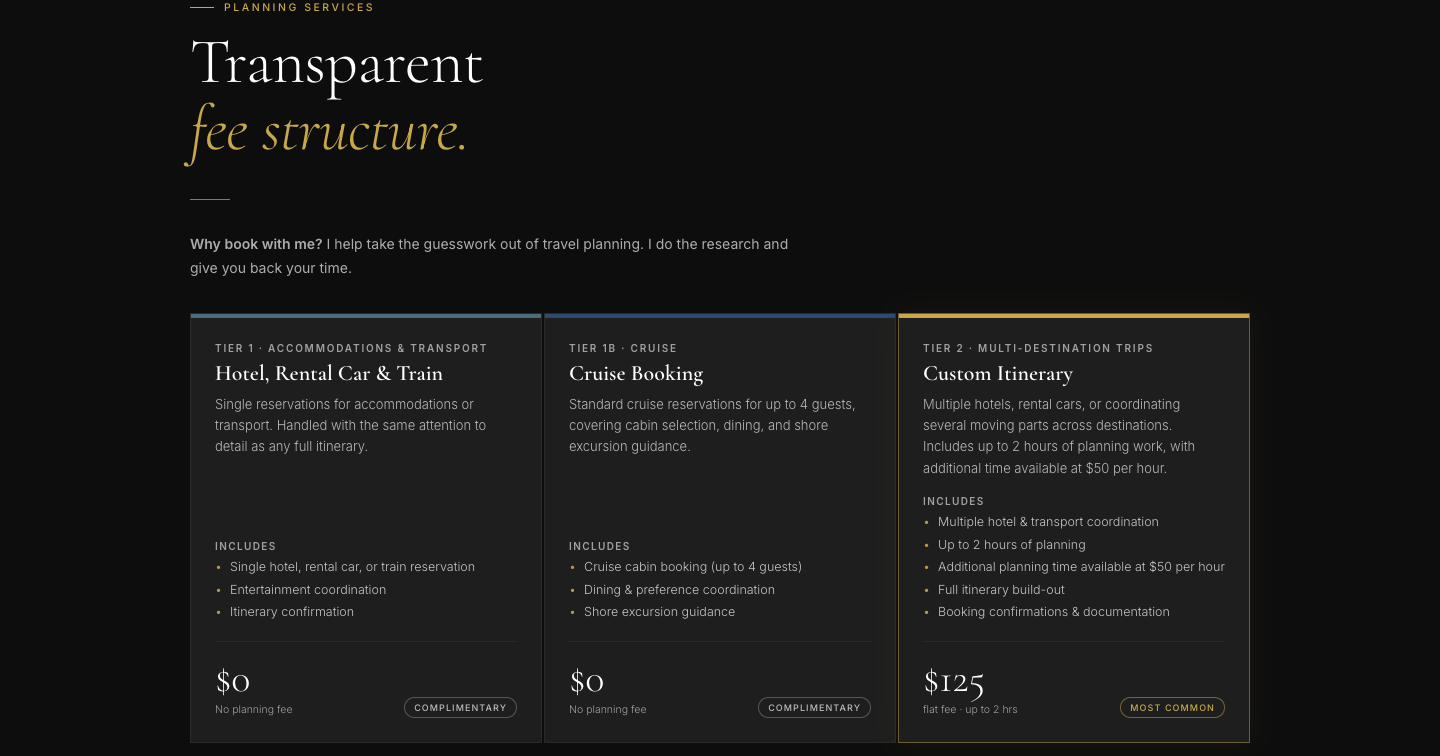 PLANNING SERVICES
Transparent
fee structure.
Why book with me? I help take the guesswork out of travel planning. I do the research and
give you back your time.
TIER 1 · ACCOMMODATIONS & TRANSPORT
Hotel, Rental Car & Train
Single reservations for accommodations or
transport. Handled with the same attention to
detail as any full itinerary.
INCLUDES
• Single hotel, rental car, or train reservation
• Entertainment coordination
• Itinerary confirmation
$0
No planning fee
COMPLIMENTARY
TIER 1B · CRUISE
Cruise Booking
Standard cruise reservations for up to 4 guests,
covering cabin selection, dining, and shore
excursion guidance.
INCLUDES
• Cruise cabin booking (up to 4 guests)
• Dining & preference coordination
• Shore excursion guidance
$0
No planning fee
COMPLIMENTARY
TIER 2 · MULTI-DESTINATION TRIPS
Custom Itinerary
Multiple hotels, rental cars, or coordinating
several moving parts across destinations.
Includes up to 2 hours of planning work, with
additional time available at $50 per hour.
INCLUDES
• Multiple hotel & transport coordination
• Up to 2 hours of planning
• Additional planning time available at $50 per hour
• Full itinerary build-out
• Booking confirmations & documentation
$125
flat fee · up to 2 hrs
MOST COMMON